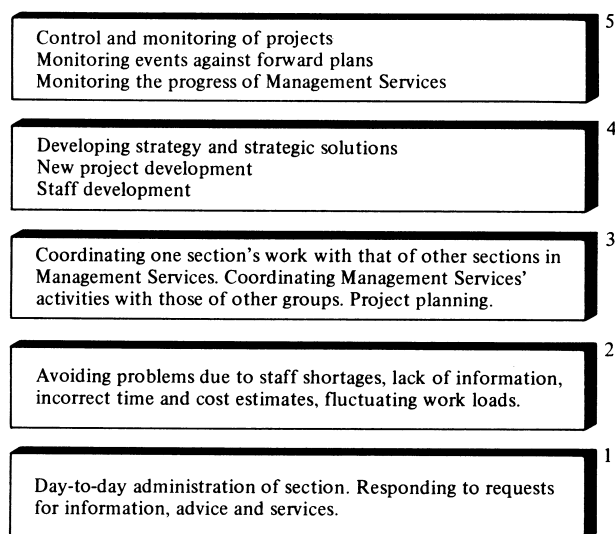 5
Control and monitoring of projects
Monitoring events against forward plans
Monitoring the progress of Management Services
4
Developing strategy and strategic solutions
New project development
Staff development
3
Coordinating one section's work with that of other sections in
Management Services. Coordinating Management Services'
activities with those of other groups. Project planning.
2
Avoiding problems due to staff shortages, lack of information,
incorrect time and cost estimates, fluctuating work loads.
1
Day-to-day administration of section. Responding to requests
for information, advice and services.